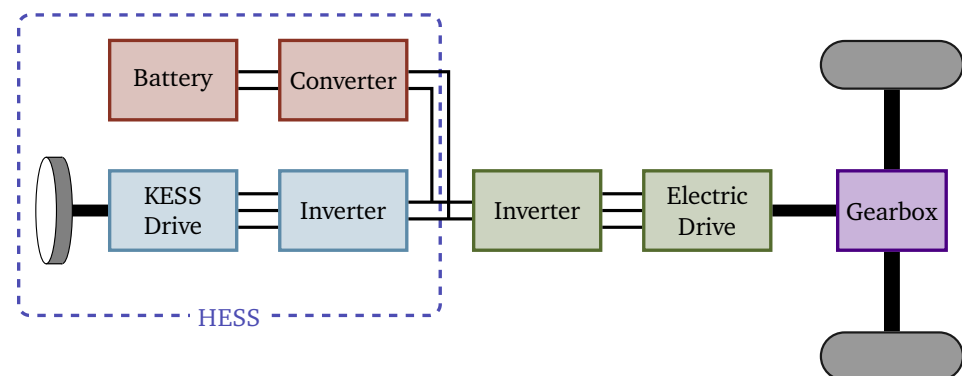 Battery
Converter
KESS
Drive
Inverter
Inverter
Electric
Drive
Gearbox
HESS